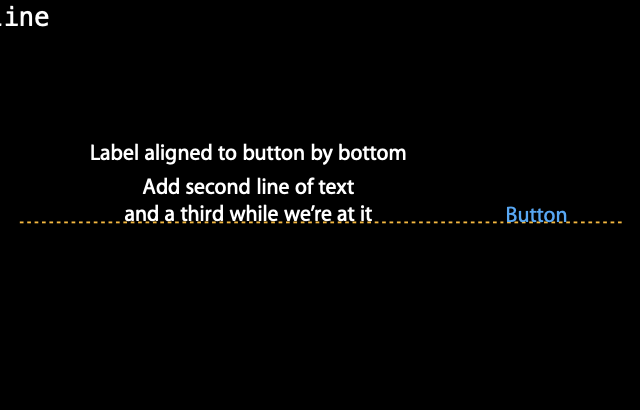 line
Label aligned to button by bottom
Add second line of text
and a third while we’re at it
Button